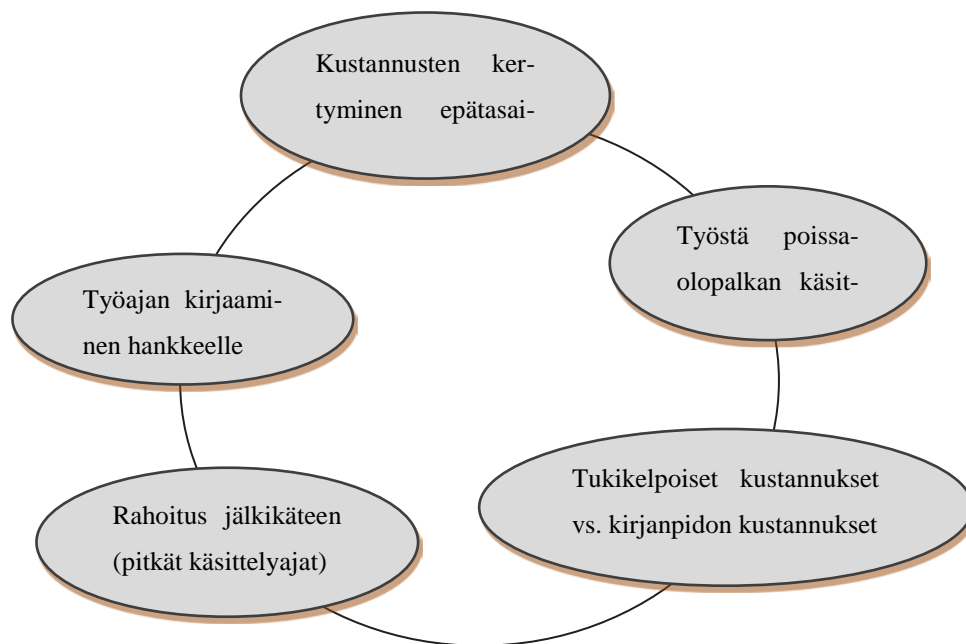 Kustannusten ker-
tyminen epätasai-
Työstä poissa-
olopalkan käsit-
Työajan kirjaami-
nen hankkeelle
Tukikelpoiset kustannukset
vs. kirjanpidon kustannukset
Rahoitus jälkikäteen
(pitkät käsittelyajat)